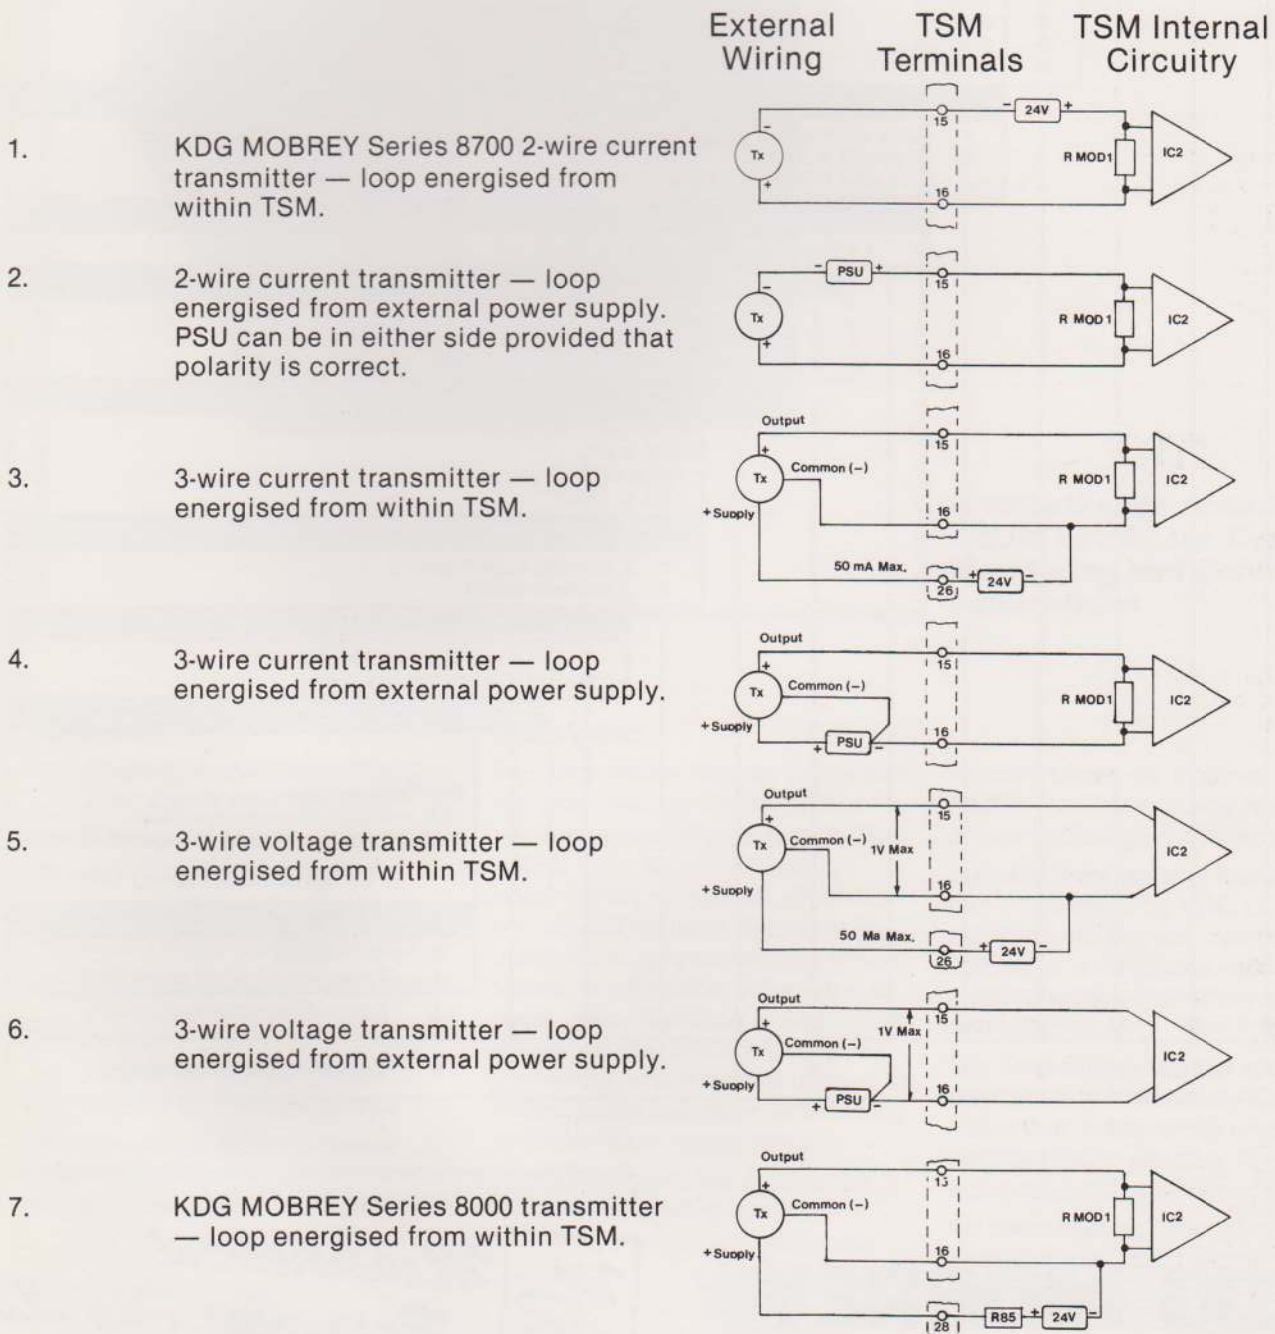 External Wiring
TSM Terminals
TSM Internal Circuitry
1.
KDG MOBREY Series 8700 2-wire current
transmitter — loop energised from
within TSM.
15
- 24V +
Tx
-
+
R MOD1
IC2
16
2.
2-wire current transmitter — loop
energised from external power supply.
PSU can be in either side provided that
polarity is correct.
- PSU +
15
-
Tx
+
R MOD1
IC2
16
3.
3-wire current transmitter — loop
energised from within TSM.
Output
15
+
Tx
Common (–)
R MOD1
IC2
+ Supply
16
50 mA Max.
26
+ 24V -
4.
3-wire current transmitter — loop
energised from external power supply.
Output
15
+
Tx
Common (–)
R MOD1
IC2
+ Supply
+ PSU -
16
5.
3-wire voltage transmitter — loop
energised from within TSM.
Output
15
+
Tx
Common (–)
1V Max
IC2
+ Supply
16
50 Ma Max.
26
+ 24V -
6.
3-wire voltage transmitter — loop
energised from external power supply.
Output
15
+
1V Max
Tx
Common (–)
IC2
+ Supply
+ PSU -
16
7.
KDG MOBREY Series 8000 transmitter
— loop energised from within TSM.
Output
15
+
Tx
Common (–)
R MOD1
IC2
+ Supply
16
28
R85
+ 24V -